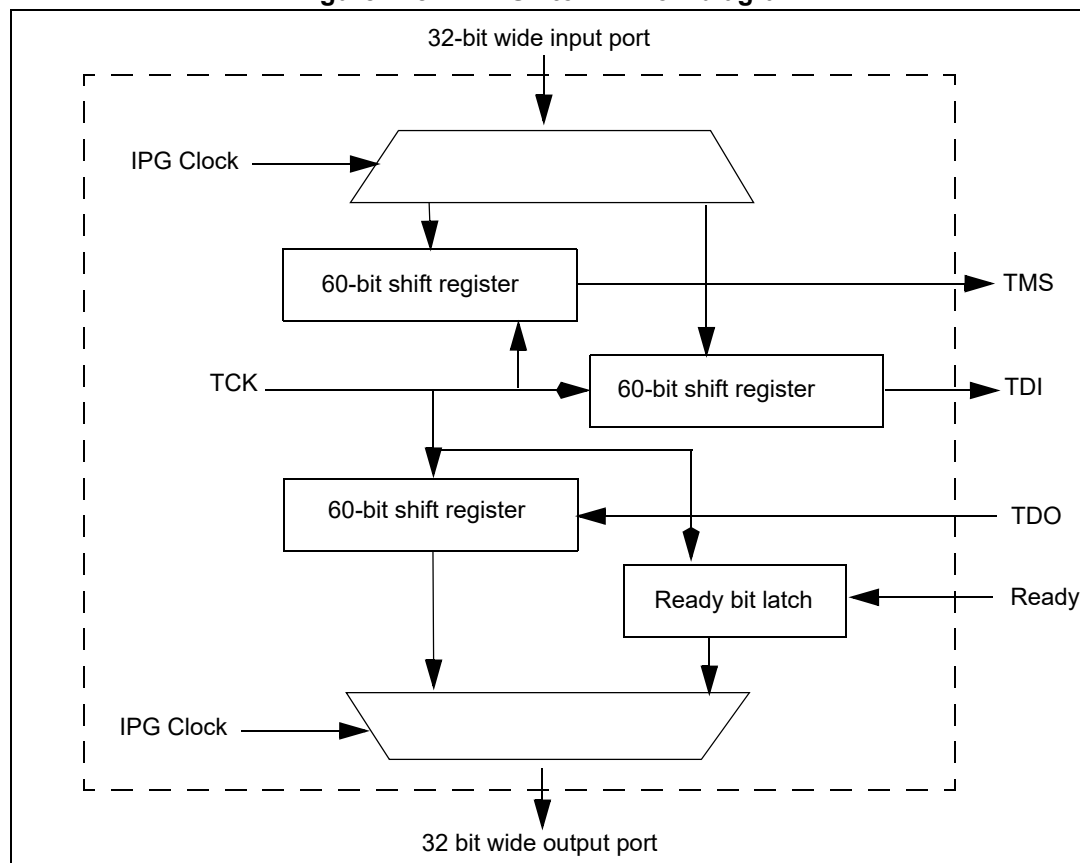 32-bit wide input port
IPG Clock
60-bit shift register
TMS
TCK
60-bit shift register
TDI
60-bit shift register
TDO
Ready bit latch
Ready
IPG Clock
32 bit wide output port